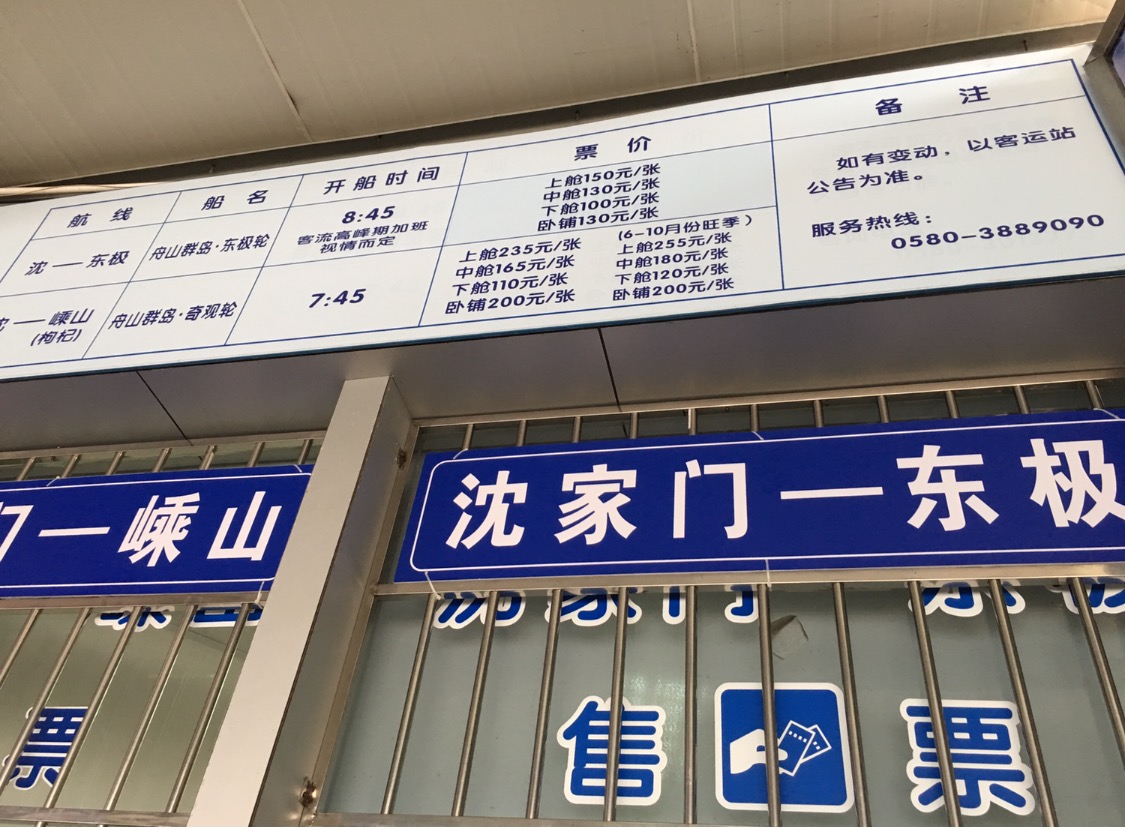 航线 船名 开船时间 票价 备注
沈——东极 舟山群岛·东极轮
8:45
客流高峰期加班
视情而定
上舱150元/张
中舱130元/张
下舱100元/张
卧铺130元/张
沈——嵊山
(枸杞)
舟山群岛·奇观轮
7:45
上舱235元/张
中舱165元/张
下舱110元/张
卧铺200元/张
(6-10月份旺季)
上舱255元/张
中舱180元/张
下舱120元/张
卧铺200元/张
如有变动，以客运站
公告为准。
服务热线：
0580-3889090
门—嵊山
沈家门—东极
沈家门 东极
票
售 票